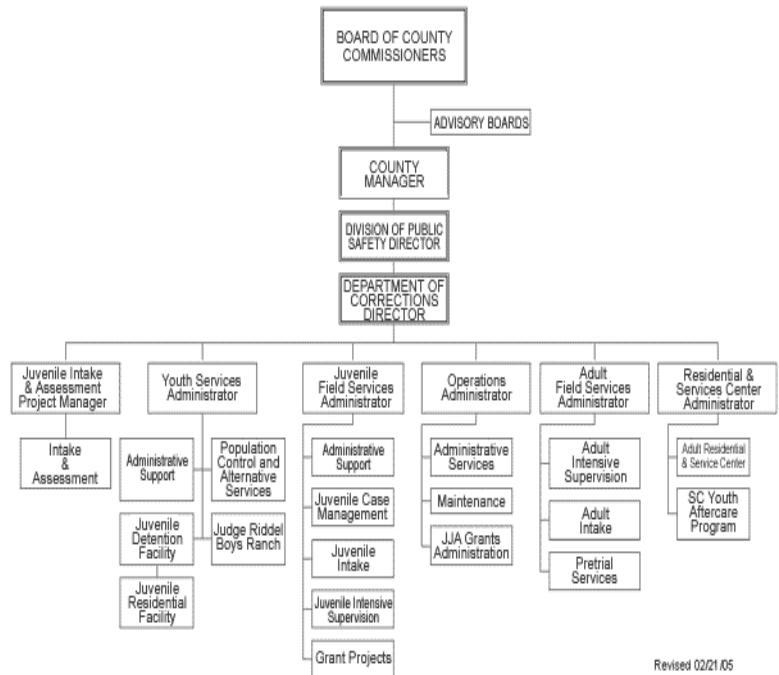 BOARD OF COUNTY
COMMISSIONERS
ADVISORY BOARDS
COUNTY
MANAGER
DIVISION OF PUBLIC
SAFETY DIRECTOR
DEPARTMENT OF
CORRECTIONS
DIRECTOR
Juvenile Intake
& Assessment
Project Manager
Intake
&
Assessment
Youth Services
Administrator
Administrative
Support
Population
Control and
Alternative
Services
Juvenile
Detention
Facility
Judge Riddel
Boys Ranch
Juvenile
Residential
Facility
Juvenile
Field Services
Administrator
Administrative
Support
Juvenile Case
Management
Juvenile
Intake
Juvenile Intensive
Supervision
Grant Projects
Operations
Administrator
Administrative
Services
Maintenance
JJA Grants
Administration
Adult
Field Services
Administrator
Adult
Intensive
Supervision
Adult
Intake
Pretrial
Services
Residential &
Services Center
Administrator
Adult Residential
& Service Center
SC Youth
Aftercare
Program
Revised 02/21/05